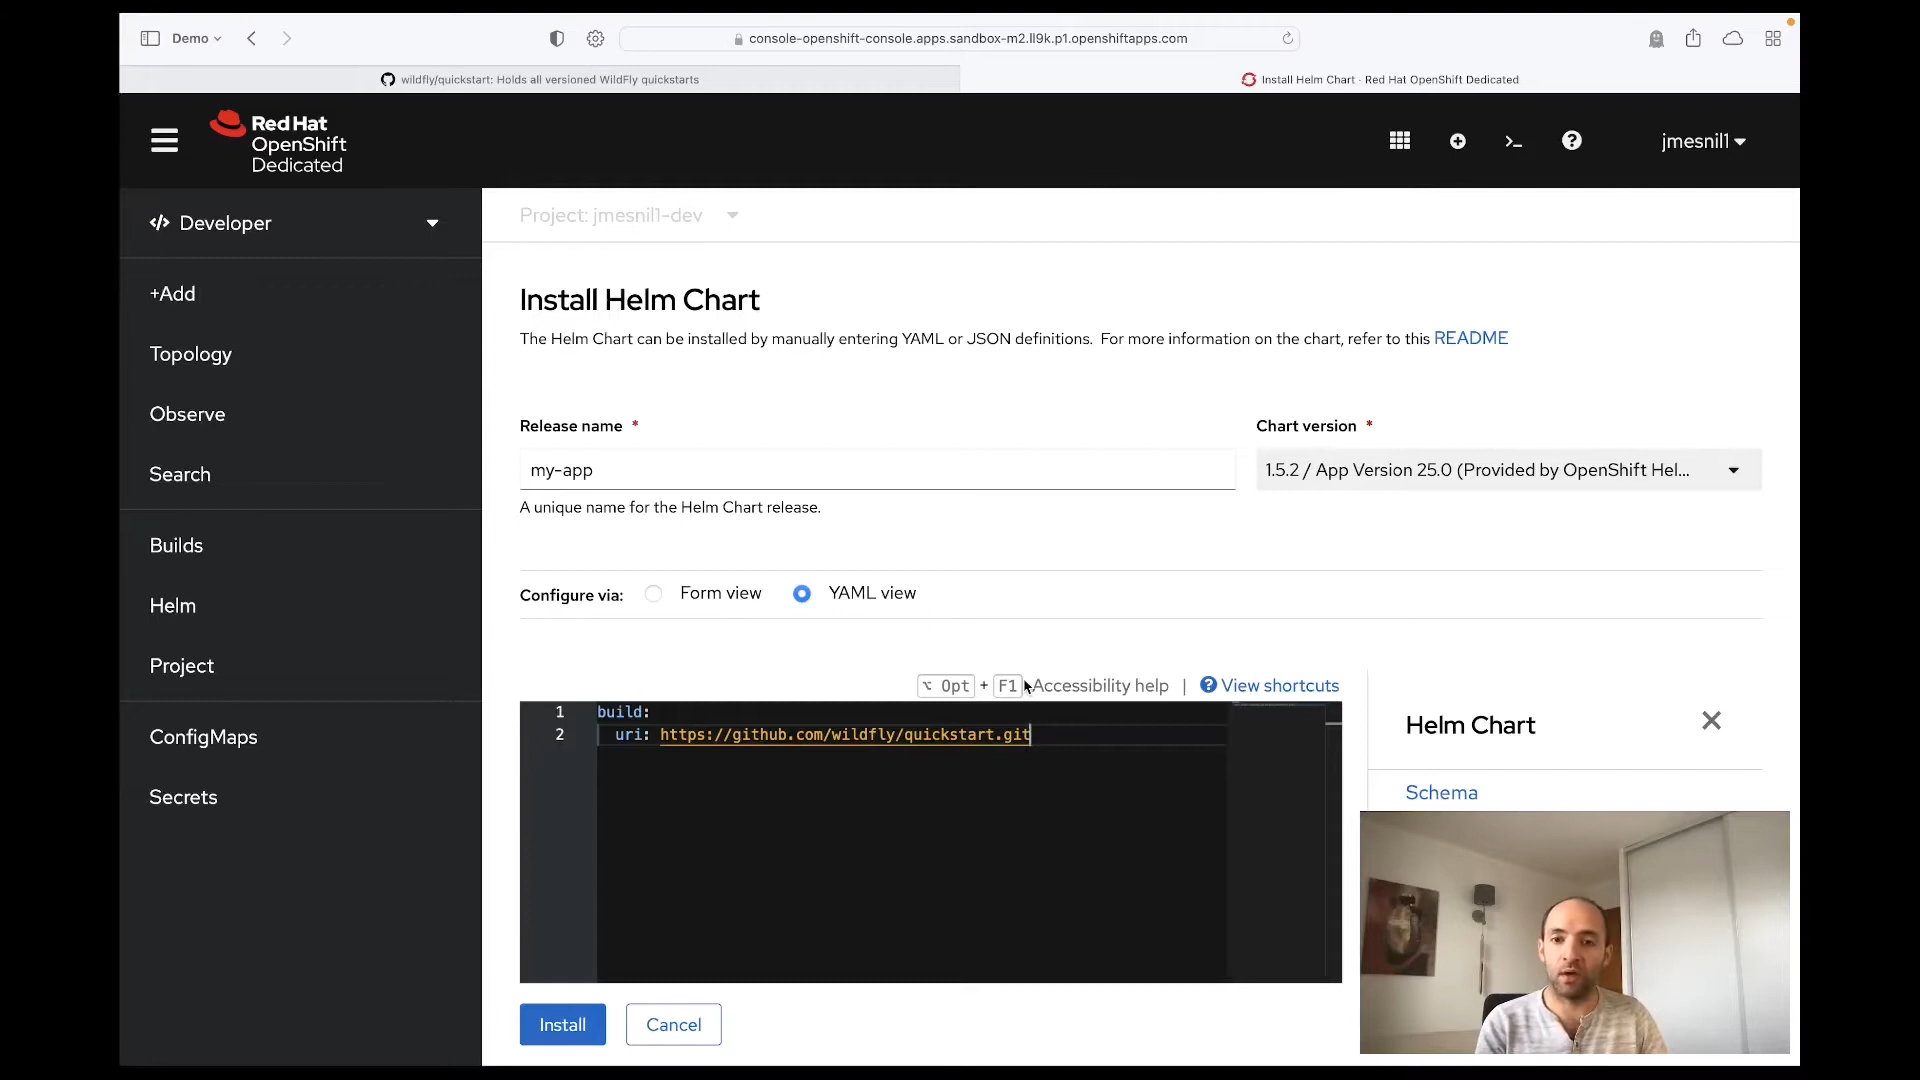 Demo
console-openshift-console.apps.sandbox-m2.ll9k.p1.openshiftapps.com
wildfly/quickstart: Holds all versioned WildFly quickstarts
Install Helm Chart · Red Hat OpenShift Dedicated
Red Hat
OpenShift
Dedicated
jmesnil1
Developer
Project: jmesnil1-dev
+Add
Topology
Observe
Search
Builds
Helm
Project
ConfigMaps
Secrets
Install Helm Chart
The Helm Chart can be installed by manually entering YAML or JSON definitions. For more information on the chart, refer to this README
Release name *
Chart version *
my-app
1.5.2 / App Version 25.0 (Provided by OpenShift Hel...
A unique name for the Helm Chart release.
Configure via: Form view YAML view
⌥ Opt + F1 Accessibility help | View shortcuts
1 build:
2 uri: https://github.com/wildfly/quickstart.git
Helm Chart
Schema
Install Cancel